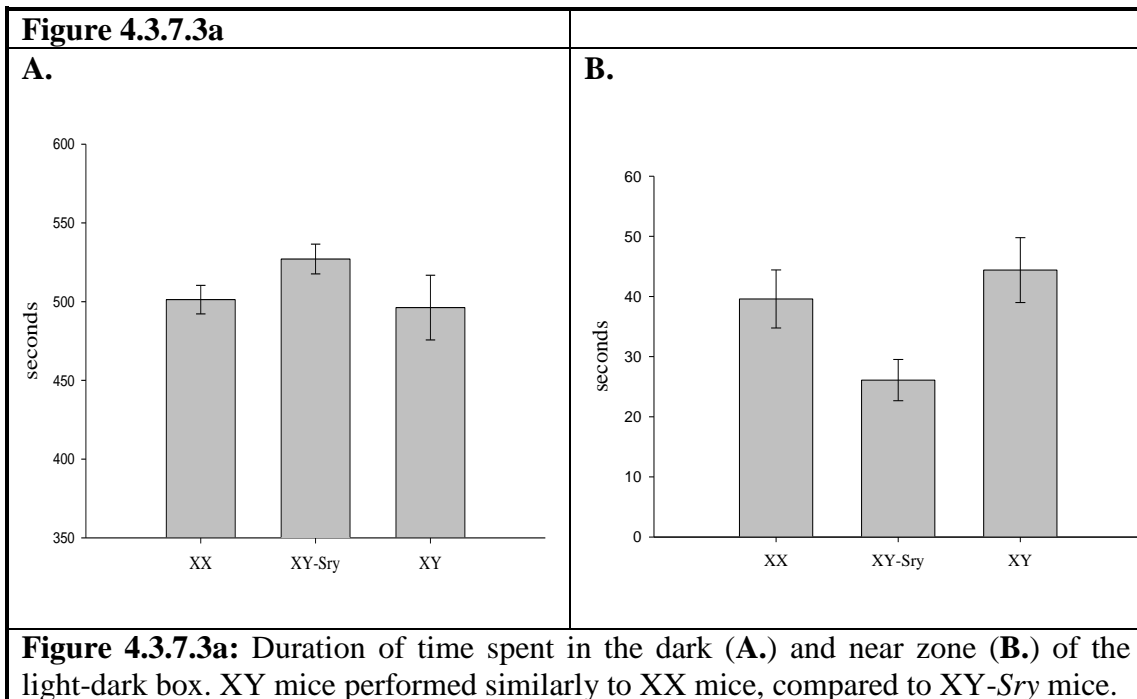 Figure 4.3.7.3a
A.
B.
600
550
500
450
400
350
seconds
XX
XY-Sry
XY
60
50
40
30
20
10
0
seconds
XX
XY-Sry
XY
Figure 4.3.7.3a: Duration of time spent in the dark (A.) and near zone (B.) of the
light-dark box. XY mice performed similarly to XX mice, compared to XY-Sry mice.